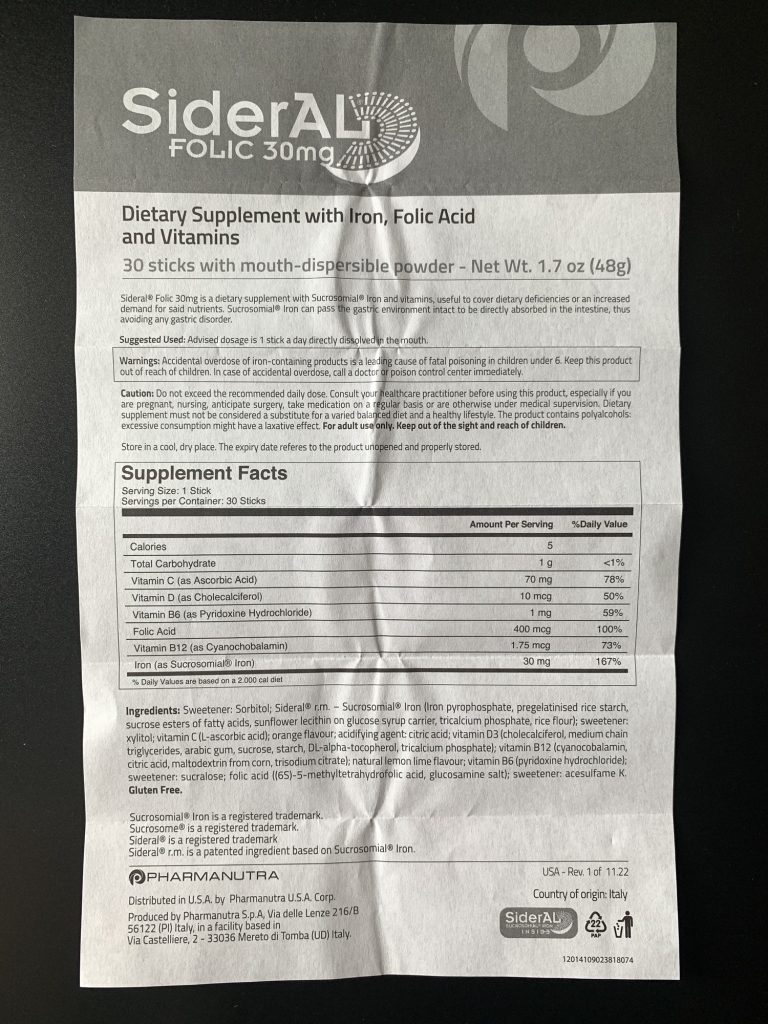 SiderAL®
FOLIC 30mg
Dietary Supplement with Iron, Folic Acid
and Vitamins
30 sticks with mouth-dispersible powder - Net Wt. 1.7 oz (48g)
Sideral® Folic 30mg is a dietary supplement with Sucrosomial® Iron and vitamins, useful to cover dietary deficiencies or an increased
demand for said nutrients. Sucrosomial® Iron can pass the gastric environment intact to be directly absorbed in the intestine, thus
avoiding any gastric disorder.
Suggested Used: Advised dosage is 1 stick a day directly dissolved in the mouth.
Warnings: Accidental overdose of iron-containing products is a leading cause of fatal poisoning in children under 6. Keep this product
out of reach of children. In case of accidental overdose, call a doctor or poison control center immediately.
Caution: Do not exceed the recommended daily dose. Consult your healthcare practitioner before using this product, especially if you
are pregnant, nursing, anticipate surgery, take medication on a regular basis or are otherwise under medical supervision. Dietary
supplement must not be considered a substitute for a varied balanced diet and a healthy lifestyle. The product contains polyalcohols:
excessive consumption might have a laxative effect. For adult use only. Keep out of the sight and reach of children.
Store in a cool, dry place. The expiry date referes to the product unopened and properly stored.
Supplement Facts
Serving Size: 1 Stick
Servings per Container: 30 Sticks
Amount Per Serving %Daily Value
Calories 5
Total Carbohydrate 1 g <1%
Vitamin C (as Ascorbic Acid) 70 mg 78%
Vitamin D (as Cholecalciferol) 10 mcg 50%
Vitamin B6 (as Pyridoxine Hydrochloride) 1 mg 59%
Folic Acid 400 mcg 100%
Vitamin B12 (as Cyanochobalamin) 1.75 mcg 73%
Iron (as Sucrosomial® Iron) 30 mg 167%
% Daily Values are based on a 2.000 cal diet
Ingredients: Sweetener: Sorbitol; Sideral® r.m. – Sucrosomial® Iron (Iron pyrophosphate, pregelatinised rice starch,
sucrose esters of fatty acids, sunflower lecithin on glucose syrup carrier, tricalcium phosphate, rice flour); sweetener:
xylitol; vitamin C (L-ascorbic acid); orange flavour; acidifying agent: citric acid; vitamin D3 (cholecalciferol, medium chain
triglycerides, arabic gum, sucrose, starch, DL-alpha-tocopherol, tricalcium phosphate); vitamin B12 (cyanocobalamin,
citric acid, maltodextrin from corn, trisodium citrate); natural lemon lime flavour; vitamin B6 (pyridoxine hydrochloride);
sweetener: sucralose; folic acid ((6S)-5-methyltetrahydrofolic acid, glucosamine salt); sweetener: acesulfame K.
Gluten Free.
Sucrosomial® Iron is a registered trademark.
Sucrosome® is a registered trademark.
Sideral® is a registered trademark
Sideral® r.m. is a patented ingredient based on Sucrosomial® Iron.
PHARMANUTRA
USA - Rev. 1 of 11.22
Distributed in U.S.A. by Pharmanutra U.S.A. Corp.
Country of origin: Italy
Produced by Pharmanutra S.p.A, Via delle Lenze 216/B
56122 (PI) Italy, in a facility based in
Via Castelliere, 2 - 33036 Mereto di Tomba (UD) Italy.
SiderAL
SUCROSOMIAL® IRON
INSIDE
22
PAP
12014109023818074